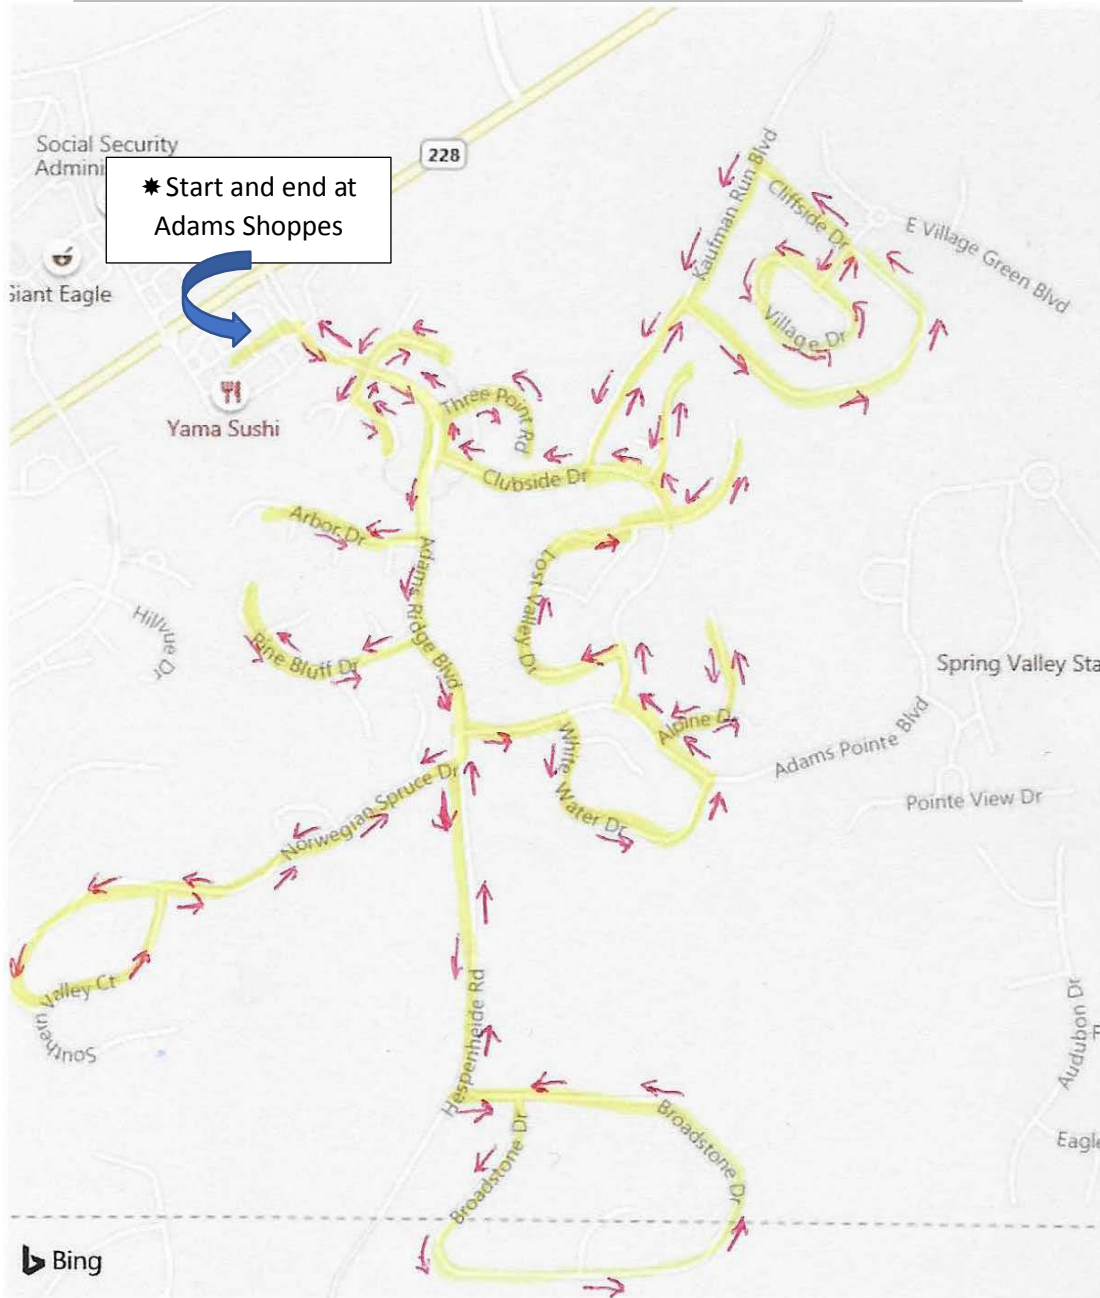 Social Security
Admini
228
✷ Start and end at
Adams Shoppes
Giant Eagle
Yama Sushi
Kaufman Run Blvd
Cliffside Dr
E Village Green Blvd
Village Dr
Three Point Rd
Clubside Dr
Arbor Dr
Adams Ridge Blvd
Lost Valley Dr
Hillvue Dr
Pine Bluff Dr
Spring Valley Sta
Alpine Dr
Adams Pointe Blvd
White Water Dr
Pointe View Dr
Norwegian Spruce Dr
Southern Valley Ct
Hespenheide Rd
Audubon Dr
Broadstone Dr
Broadstone Dr
Eagle
Bing